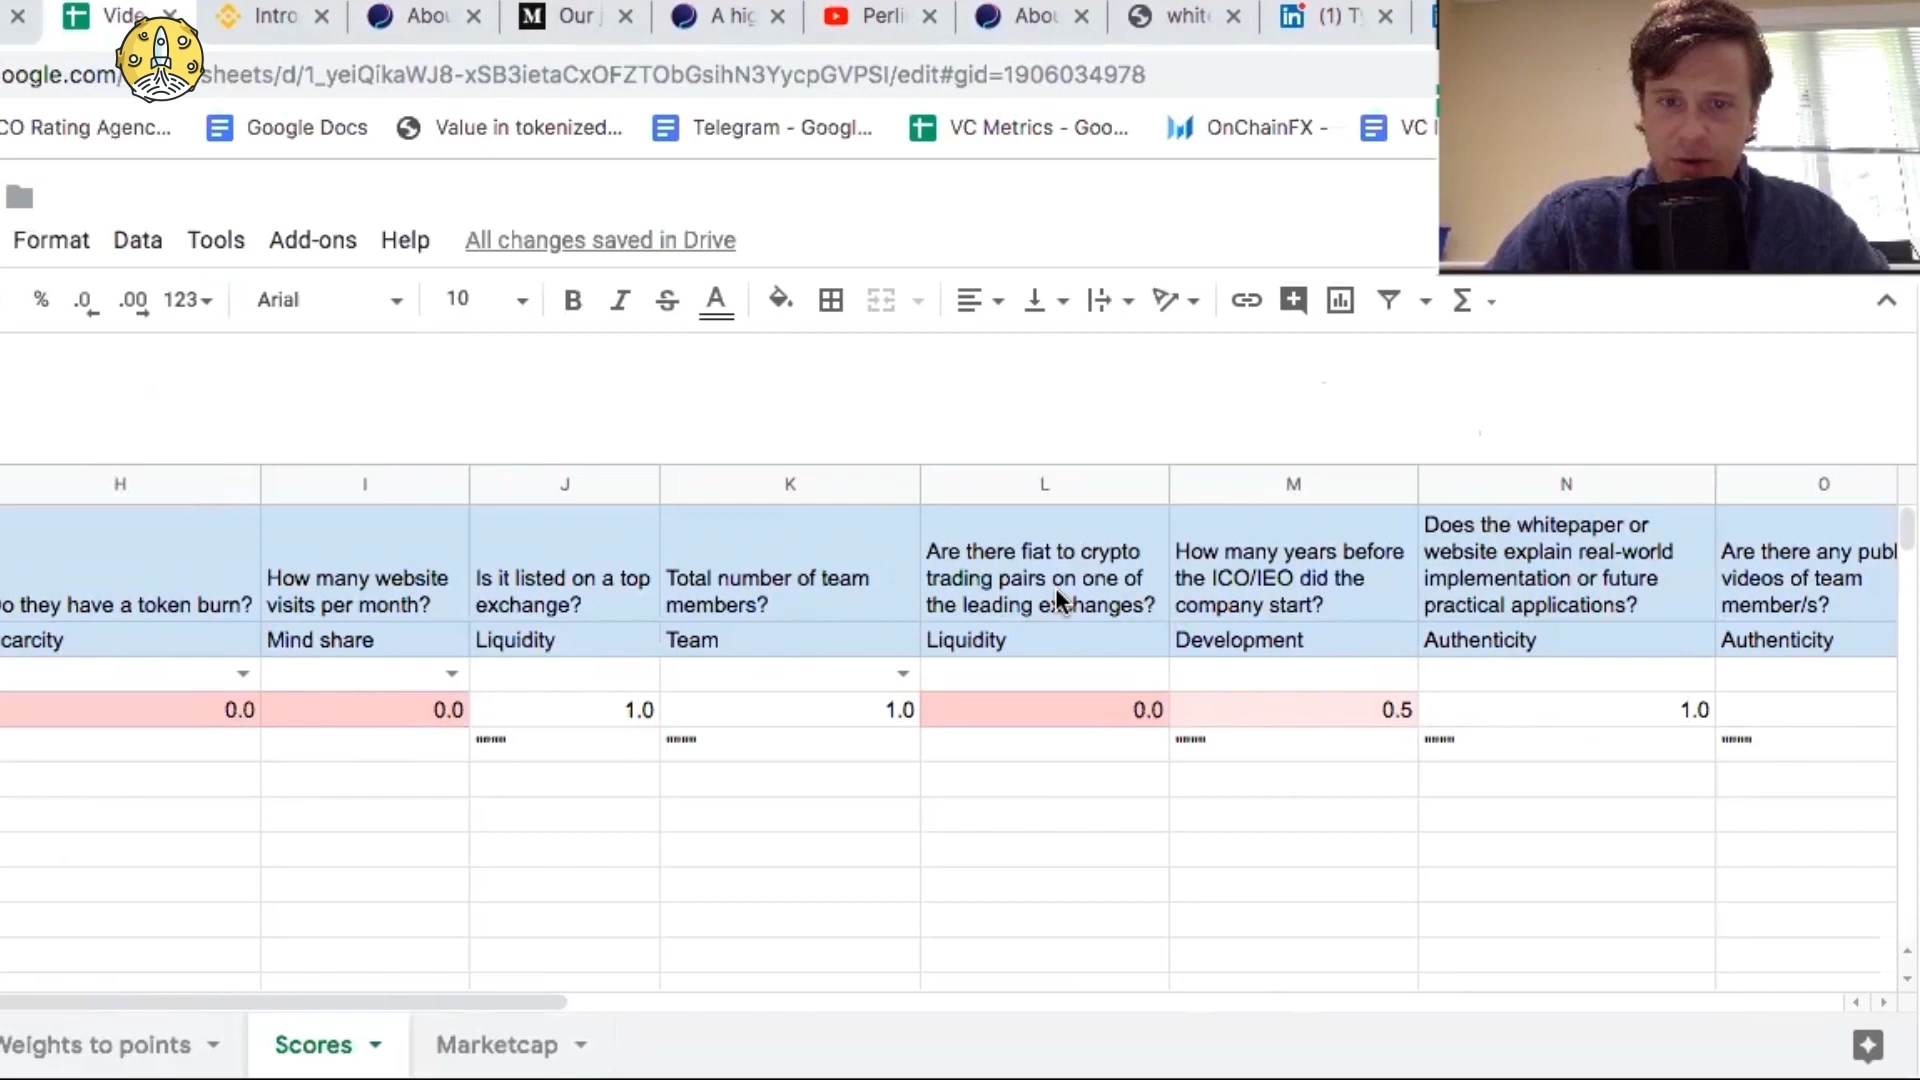 Vide
Intro
Abou
M Our
A hig
Perli
Abou
white
in (1) T
oogle.com/
sheets/d/1_yeiQikaWJ8-xSB3ietaCxOFZTObGsihN3YycpGVPSI/edit#gid=1906034978
CO Rating Agenc...
Google Docs
Value in tokenized...
Telegram - Googl...
VC Metrics - Goo...
OnChainFX -
VC
Format Data Tools Add-ons Help All changes saved in Drive
% .0 .00 123 Arial 10 B I S A Σ
H I J K L M N O
o they have a token burn?
How many website
visits per month?
Is it listed on a top
exchange?
Total number of team
members?
Are there fiat to crypto
trading pairs on one of
the leading exchanges?
How many years before
the ICO/IEO did the
company start?
Does the whitepaper or
website explain real-world
implementation or future
practical applications?
Are there any publ
videos of team
member/s?
carcity Mind share Liquidity Team Liquidity Development Authenticity Authenticity
0.0 0.0 1.0 1.0 0.0 0.5 1.0
Weights to points Scores Marketcap